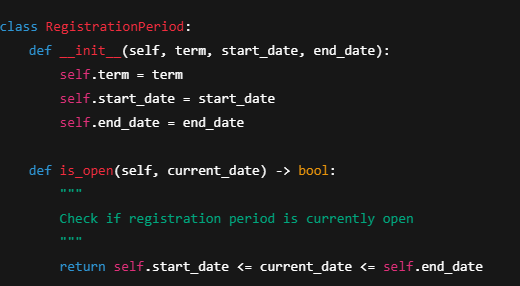 class RegistrationPeriod:
    def __init__(self, term, start_date, end_date):
        self.term = term
        self.start_date = start_date
        self.end_date = end_date

    def is_open(self, current_date) -> bool:
        """
        Check if registration period is currently open
        """
        return self.start_date <= current_date <= self.end_date